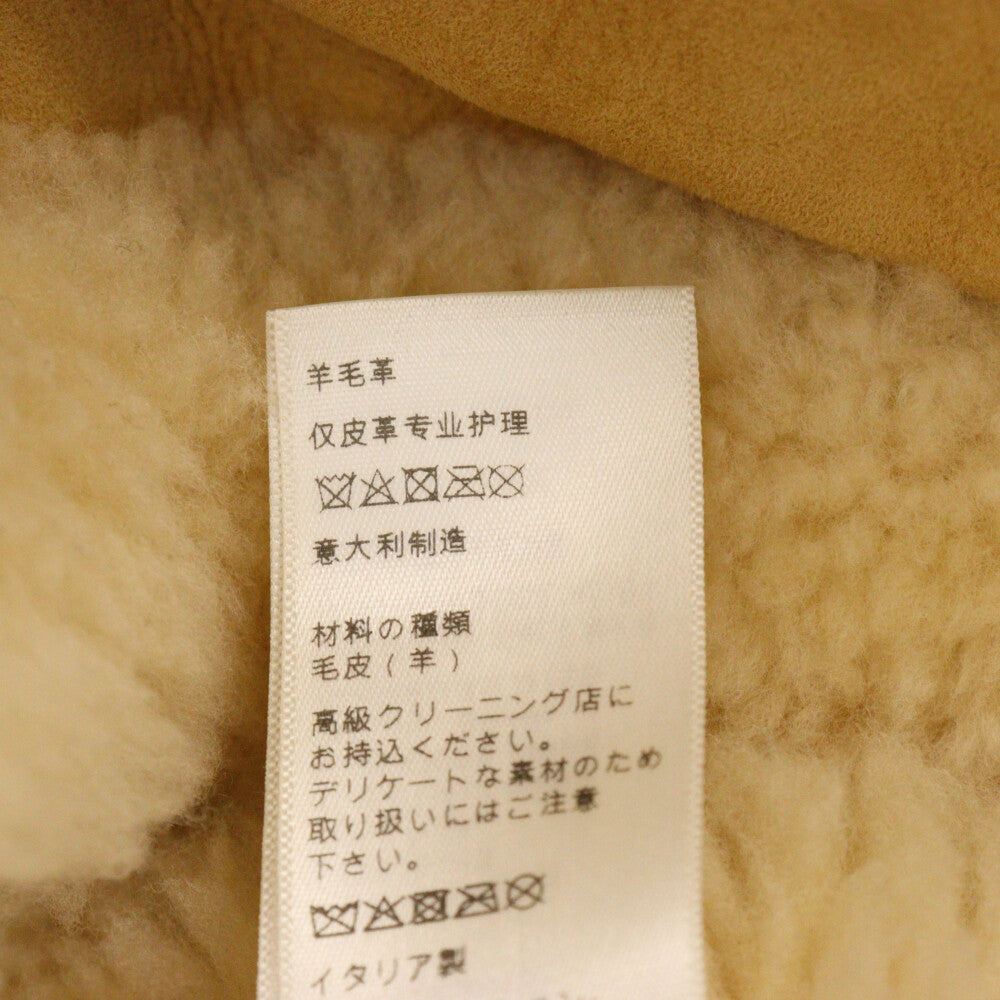 羊毛革
仅皮革专业护理
意大利制造
材料の種類
毛皮(羊)
高級クリーニング店に
お持込ください。
デリケートな素材のため
取り扱いにはご注意
下さい。
イタリア製